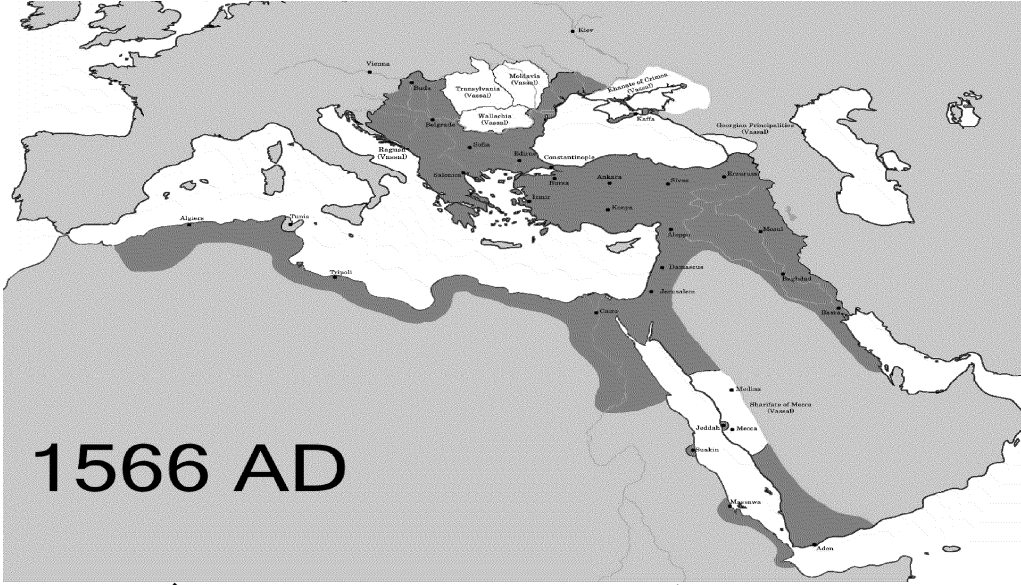 Kiev
Vienna
Buda
Transylvania
(Vassal)
Moldavia
(Vassal)
Khanate of Crimea
(Vassal)
Kaffa
Wallachia
(Vassal)
Belgrade
Georgian Principalities
(Vassal)
Ragusa
(Vassal)
Sofia
Edirne
Constantinople
Salonica
Bursa
Ankara
Sivas
Erzurum
Izmir
Konya
Algiers
Tunis
Aleppo
Mosul
Tripoli
Damascus
Baghdad
Jerusalem
Cairo
Basra
Medina
Sharifate of Mecca
(Vassal)
Jeddah
Mecca
Suakin
1566 AD
Massawa
Aden